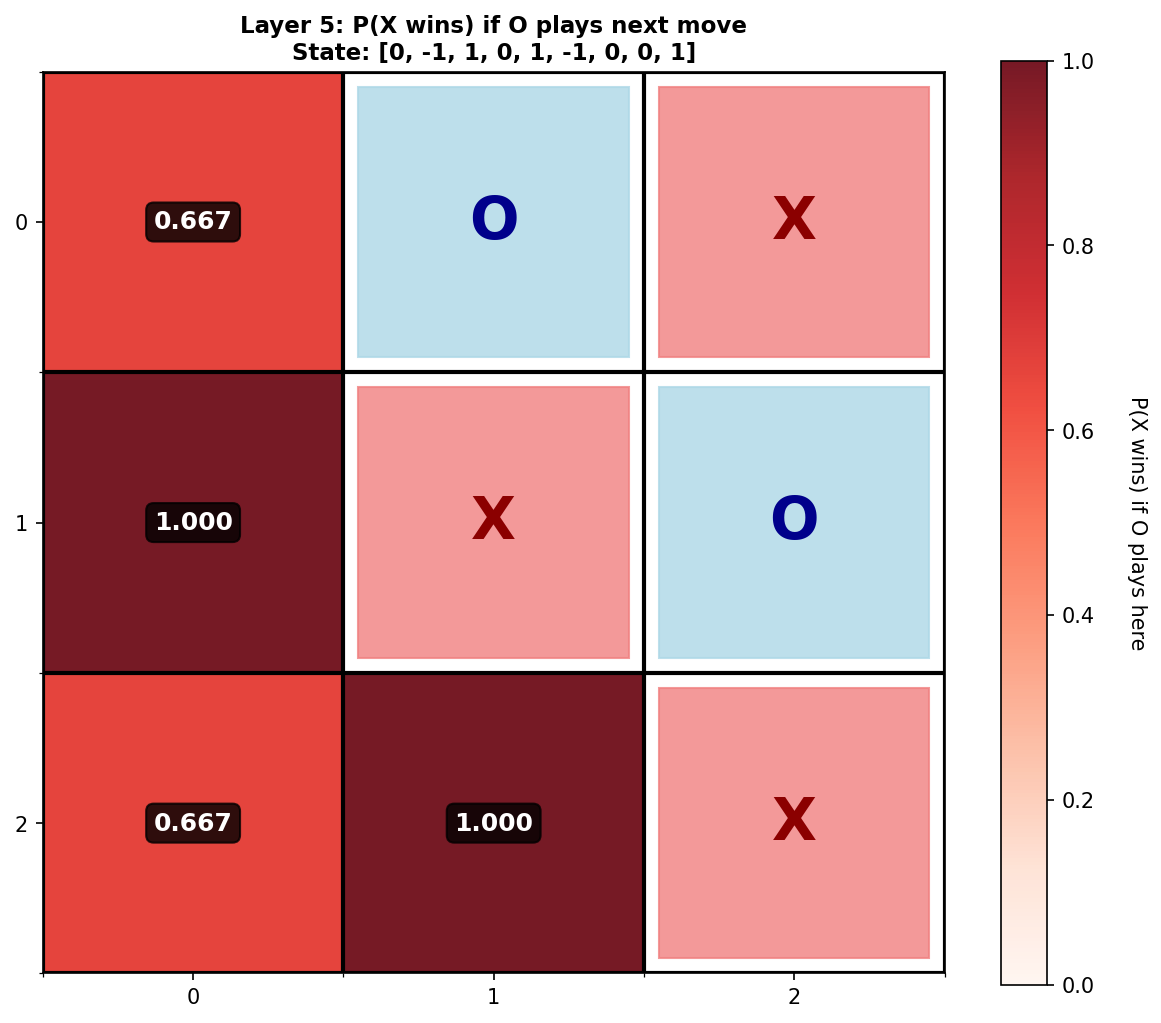 Layer 5: P(X wins) if O plays next move
State: [0, -1, 1, 0, 1, -1, 0, 0, 1]
0
0.667
O
X
1
1.000
X
O
2
0.667
1.000
X
0
1
2
1.0
0.8
0.6
0.4
0.2
0.0
P(X wins) if O plays here